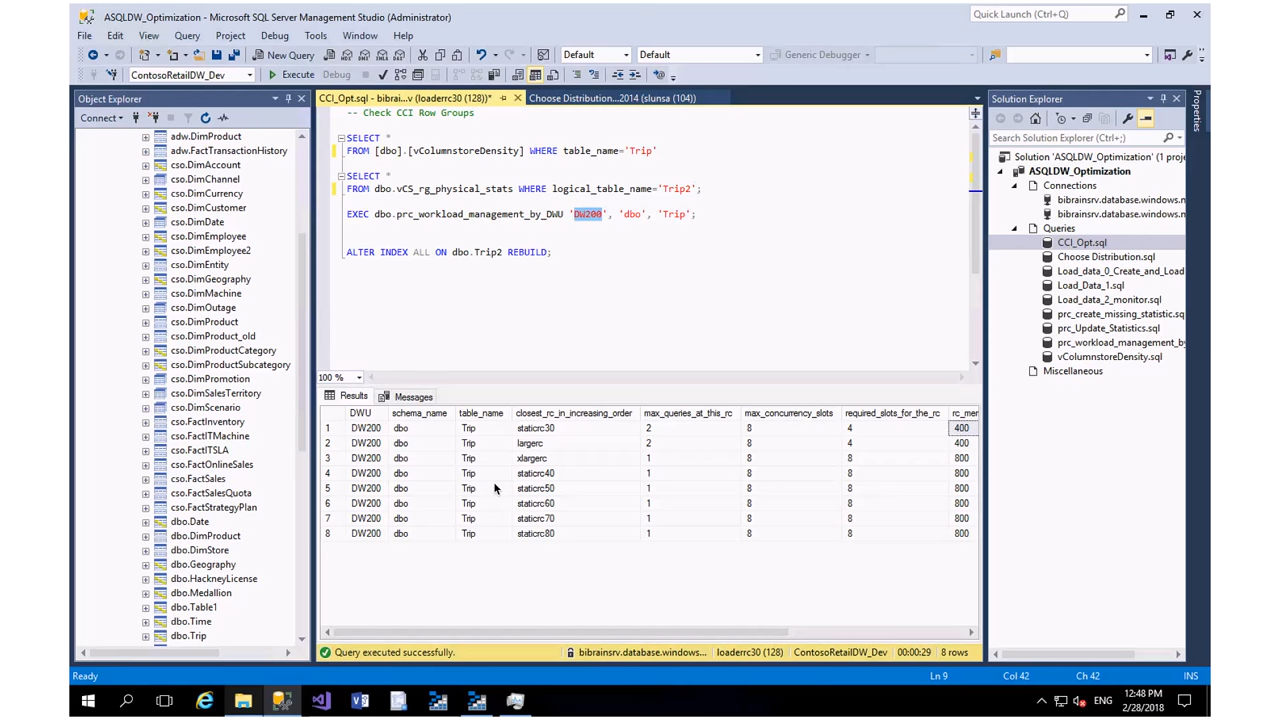 ASQLDW_Optimization - Microsoft SQL Server Management Studio (Administrator)
Quick Launch (Ctrl+Q)
File Edit View Query Project Debug Tools Window Help
New Query Default Default Generic Debugger
ContosoRetailDW_Dev Execute Debug
Object Explorer
Connect
adw.DimProduct
adw.FactTransactionHistory
cso.DimAccount
cso.DimChannel
cso.DimCurrency
cso.DimCustomer
cso.DimDate
cso.DimEmployee
cso.DimEmployee2
cso.DimEntity
cso.DimGeography
cso.DimMachine
cso.DimOutage
cso.DimProduct
cso.DimProduct_old
cso.DimProductCategory
cso.DimProductSubcategory
cso.DimPromotion
cso.DimSalesTerritory
cso.DimScenario
cso.FactInventory
cso.FactITMachine
cso.FactITSLA
cso.FactOnlineSales
cso.FactSales
cso.FactSalesQuota
cso.FactStrategyPlan
dbo.Date
dbo.DimProduct
dbo.DimStore
dbo.Geography
dbo.HackneyLicense
dbo.Medallion
dbo.Table1
dbo.Time
dbo.Trip
CCI_Opt.sql - bibrai...v (loaderrc30 (128))* Choose Distribution...2014 (slunsa (104))
-- Check CCI Row Groups
SELECT *
FROM [dbo].[vColumnstoreDensity] WHERE table_name='Trip'
SELECT *
FROM dbo.vCS_rg_physical_stats WHERE logical_table_name='Trip2';
EXEC dbo.prc_workload_management_by_DWU 'DW200', 'dbo', 'Trip';
ALTER INDEX ALL ON dbo.Trip2 REBUILD;
100 %
Results Messages
DWU schema_name table_name closest_rc_in_increasing_order max_queries_at_this_rc max_concurrency_slots required_slots_for_the_rc rc_mer
1 DW200 dbo Trip staticrc30 2 8 4 400
2 DW200 dbo Trip largerc 2 8 4 400
3 DW200 dbo Trip xlargerc 1 8 8 800
4 DW200 dbo Trip staticrc40 1 8 8 800
5 DW200 dbo Trip staticrc50 1 8 8 800
6 DW200 dbo Trip staticrc60 1 8 8 800
7 DW200 dbo Trip staticrc70 1 8 8 800
8 DW200 dbo Trip staticrc80 1 8 8 800
Query executed successfully. bibrainsrv.database.windows... loaderrc30 (128) ContosoRetailDW_Dev 00:00:29 8 rows
Solution Explorer
Search Solution Explorer (Ctrl+;)
Solution 'ASQLDW_Optimization' (1 projec
ASQLDW_Optimization
Connections
bibrainsrv.database.windows.n
bibrainsrv.database.windows.n
Queries
CCI_Opt.sql
Choose Distribution.sql
Load_data_0_Create_and_Load
Load_Data_1.sql
Load_data_2_monitor.sql
prc_create_missing_statistic.sq
prc_Update_Statistics.sql
prc_workload_management_by
vColumnstoreDensity.sql
Miscellaneous
Properties
Ready Ln 9 Col 42 Ch 42 INS
ENG 12:48 PM
2/28/2018